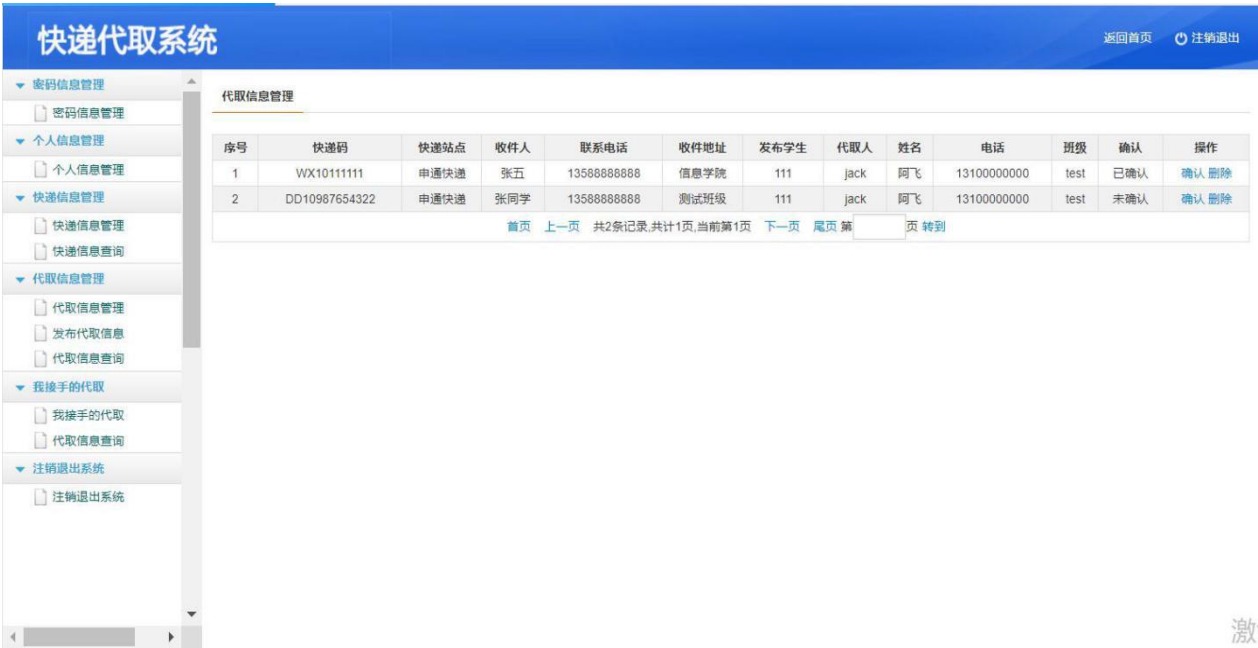 快递代取系统
返回首页 注销退出
密码信息管理
密码信息管理
个人信息管理
个人信息管理
快递信息管理
快递信息管理
快递信息查询
代取信息管理
代取信息管理
发布代取信息
代取信息查询
我接手的代取
我接手的代取
代取信息查询
注销退出系统
注销退出系统
代取信息管理
序号 快递码 快递站点 收件人 联系电话 收件地址 发布学生 代取人 姓名 电话 班级 确认 操作
1 WX10111111 申通快递 张五 13588888888 信息学院 111 jack 阿飞 13100000000 test 已确认 确认 删除
2 DD10987654322 申通快递 张同学 13588888888 测试班级 111 jack 阿飞 13100000000 test 未确认 确认 删除
首页 上一页 共2条记录,共计1页,当前第1页 下一页 尾页 第 页 转到
激